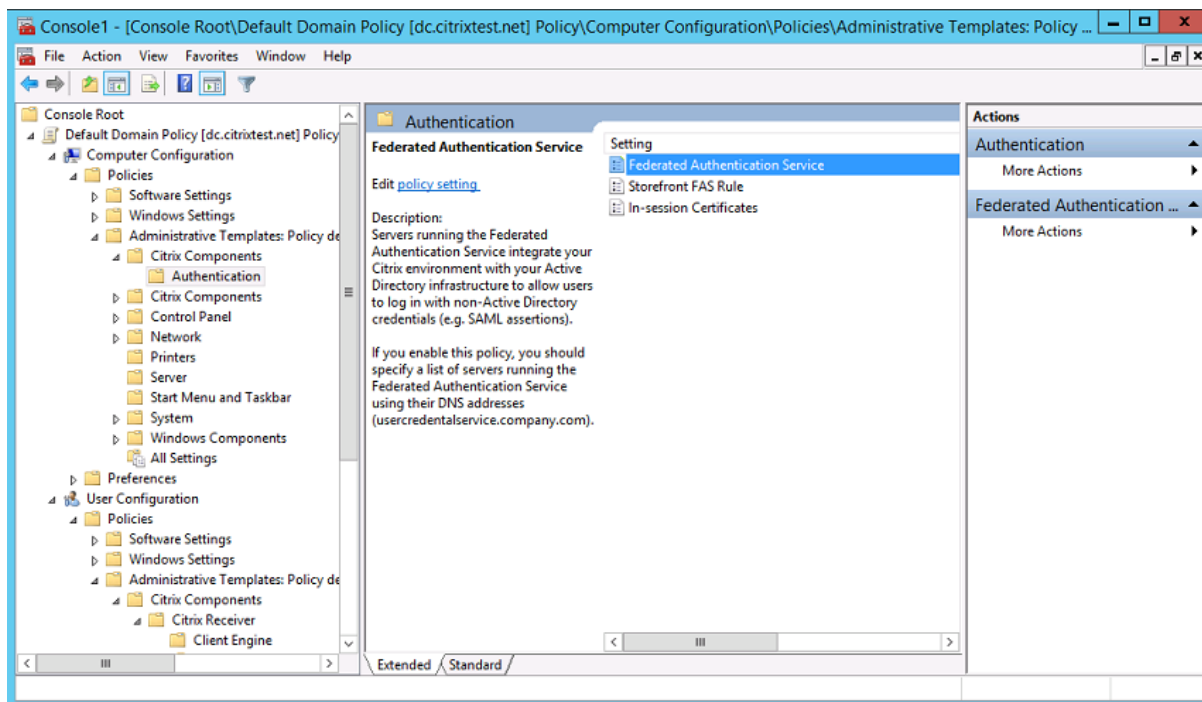 Console1 - [Console Root\Default Domain Policy [dc.citrixtest.net] Policy\Computer Configuration\Policies\Administrative Templates: Policy ...
File Action View Favorites Window Help
Console Root
Default Domain Policy [dc.citrixtest.net] Policy
Computer Configuration
Policies
Software Settings
Windows Settings
Administrative Templates: Policy de
Citrix Components
Authentication
Citrix Components
Control Panel
Network
Printers
Server
Start Menu and Taskbar
System
Windows Components
All Settings
Preferences
User Configuration
Policies
Software Settings
Windows Settings
Administrative Templates: Policy de
Citrix Components
Citrix Receiver
Client Engine
Authentication
Federated Authentication Service
Edit policy setting
Description:
Servers running the Federated
Authentication Service integrate your
Citrix environment with your Active
Directory infrastructure to allow users
to log in with non-Active Directory
credentials (e.g. SAML assertions).
If you enable this policy, you should
specify a list of servers running the
Federated Authentication Service
using their DNS addresses
(usercredentalservice.company.com).
Setting
Federated Authentication Service
Storefront FAS Rule
In-session Certificates
Extended Standard
Actions
Authentication
More Actions
Federated Authentication ...
More Actions